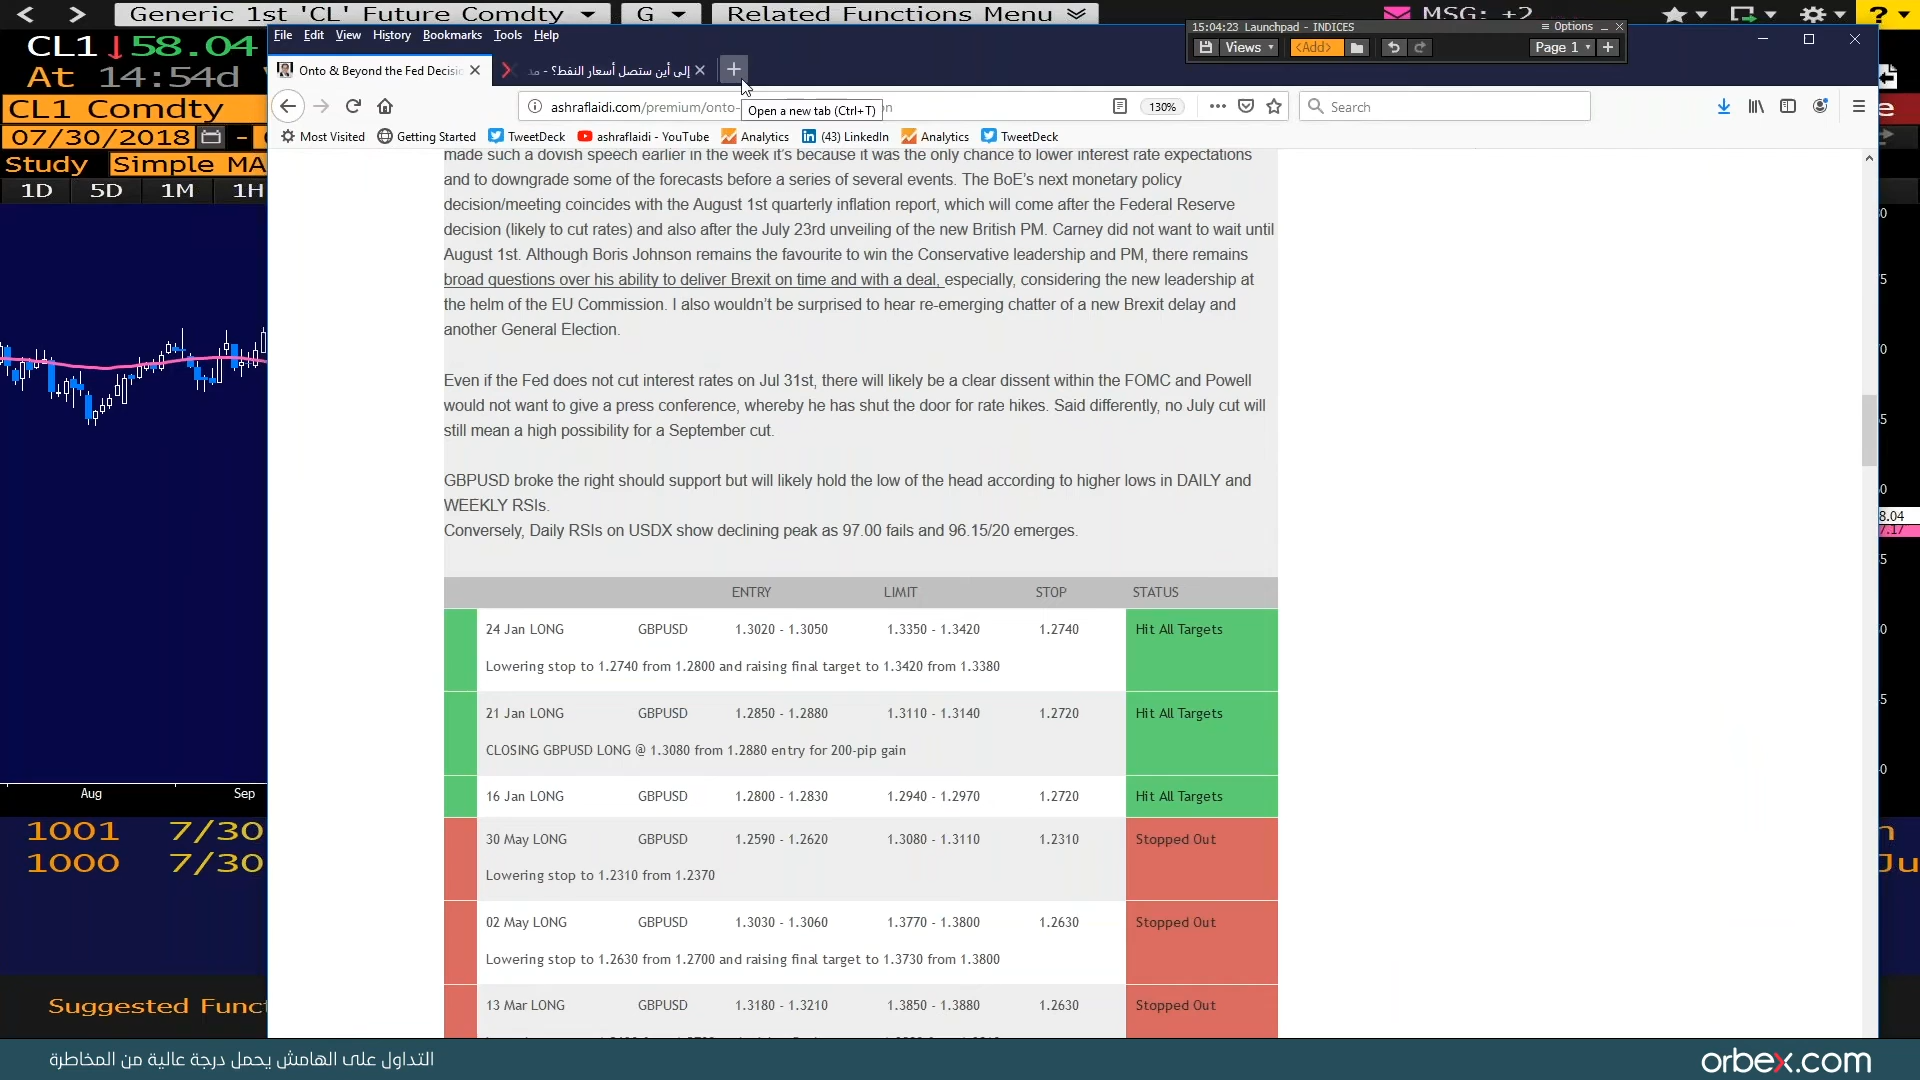 Generic 1st 'CL' Future Comdty
G
Related Functions Menu
MSG: +2
CL1 58.04
At 14:54d
CL1 Comdty
07/30/2018 -
Study Simple MA
1D 5D 1M 1H
File Edit View History Bookmarks Tools Help
15:04:23 Launchpad - INDICES
Options
Views
<Add>
Page 1
Onto & Beyond the Fed Decisio
إلى أين ستصل أسعار النفط؟ - مد
ashraflaidi.com/premium/onto-
Open a new tab (Ctrl+T)
130%
Search
Most Visited Getting Started TweetDeck ashraflaidi - YouTube Analytics (43) LinkedIn Analytics TweetDeck
made such a dovish speech earlier in the week it's because it was the only chance to lower interest rate expectations
and to downgrade some of the forecasts before a series of several events. The BoE's next monetary policy
decision/meeting coincides with the August 1st quarterly inflation report, which will come after the Federal Reserve
decision (likely to cut rates) and also after the July 23rd unveiling of the new British PM. Carney did not want to wait until
August 1st. Although Boris Johnson remains the favourite to win the Conservative leadership and PM, there remains
broad questions over his ability to deliver Brexit on time and with a deal, especially, considering the new leadership at
the helm of the EU Commission. I also wouldn't be surprised to hear re-emerging chatter of a new Brexit delay and
another General Election.
Even if the Fed does not cut interest rates on Jul 31st, there will likely be a clear dissent within the FOMC and Powell
would not want to give a press conference, whereby he has shut the door for rate hikes. Said differently, no July cut will
still mean a high possibility for a September cut.
GBPUSD broke the right should support but will likely hold the low of the head according to higher lows in DAILY and
WEEKLY RSIs.
Conversely, Daily RSIs on USDX show declining peak as 97.00 fails and 96.15/20 emerges.
ENTRY LIMIT STOP STATUS
24 Jan LONG GBPUSD 1.3020 - 1.3050 1.3350 - 1.3420 1.2740 Hit All Targets
Lowering stop to 1.2740 from 1.2800 and raising final target to 1.3420 from 1.3380
21 Jan LONG GBPUSD 1.2850 - 1.2880 1.3110 - 1.3140 1.2720 Hit All Targets
CLOSING GBPUSD LONG @ 1.3080 from 1.2880 entry for 200-pip gain
16 Jan LONG GBPUSD 1.2800 - 1.2830 1.2940 - 1.2970 1.2720 Hit All Targets
30 May LONG GBPUSD 1.2590 - 1.2620 1.3080 - 1.3110 1.2310 Stopped Out
Lowering stop to 1.2310 from 1.2370
02 May LONG GBPUSD 1.3030 - 1.3060 1.3770 - 1.3800 1.2630 Stopped Out
Lowering stop to 1.2630 from 1.2700 and raising final target to 1.3730 from 1.3800
13 Mar LONG GBPUSD 1.3180 - 1.3210 1.3850 - 1.3880 1.2630 Stopped Out
Aug Sep
1001 7/30
1000 7/30
Suggested Funct
8.04
7.17
Ju
التداول على الهامش يحمل درجة عالية من المخاطرة
orbex.com